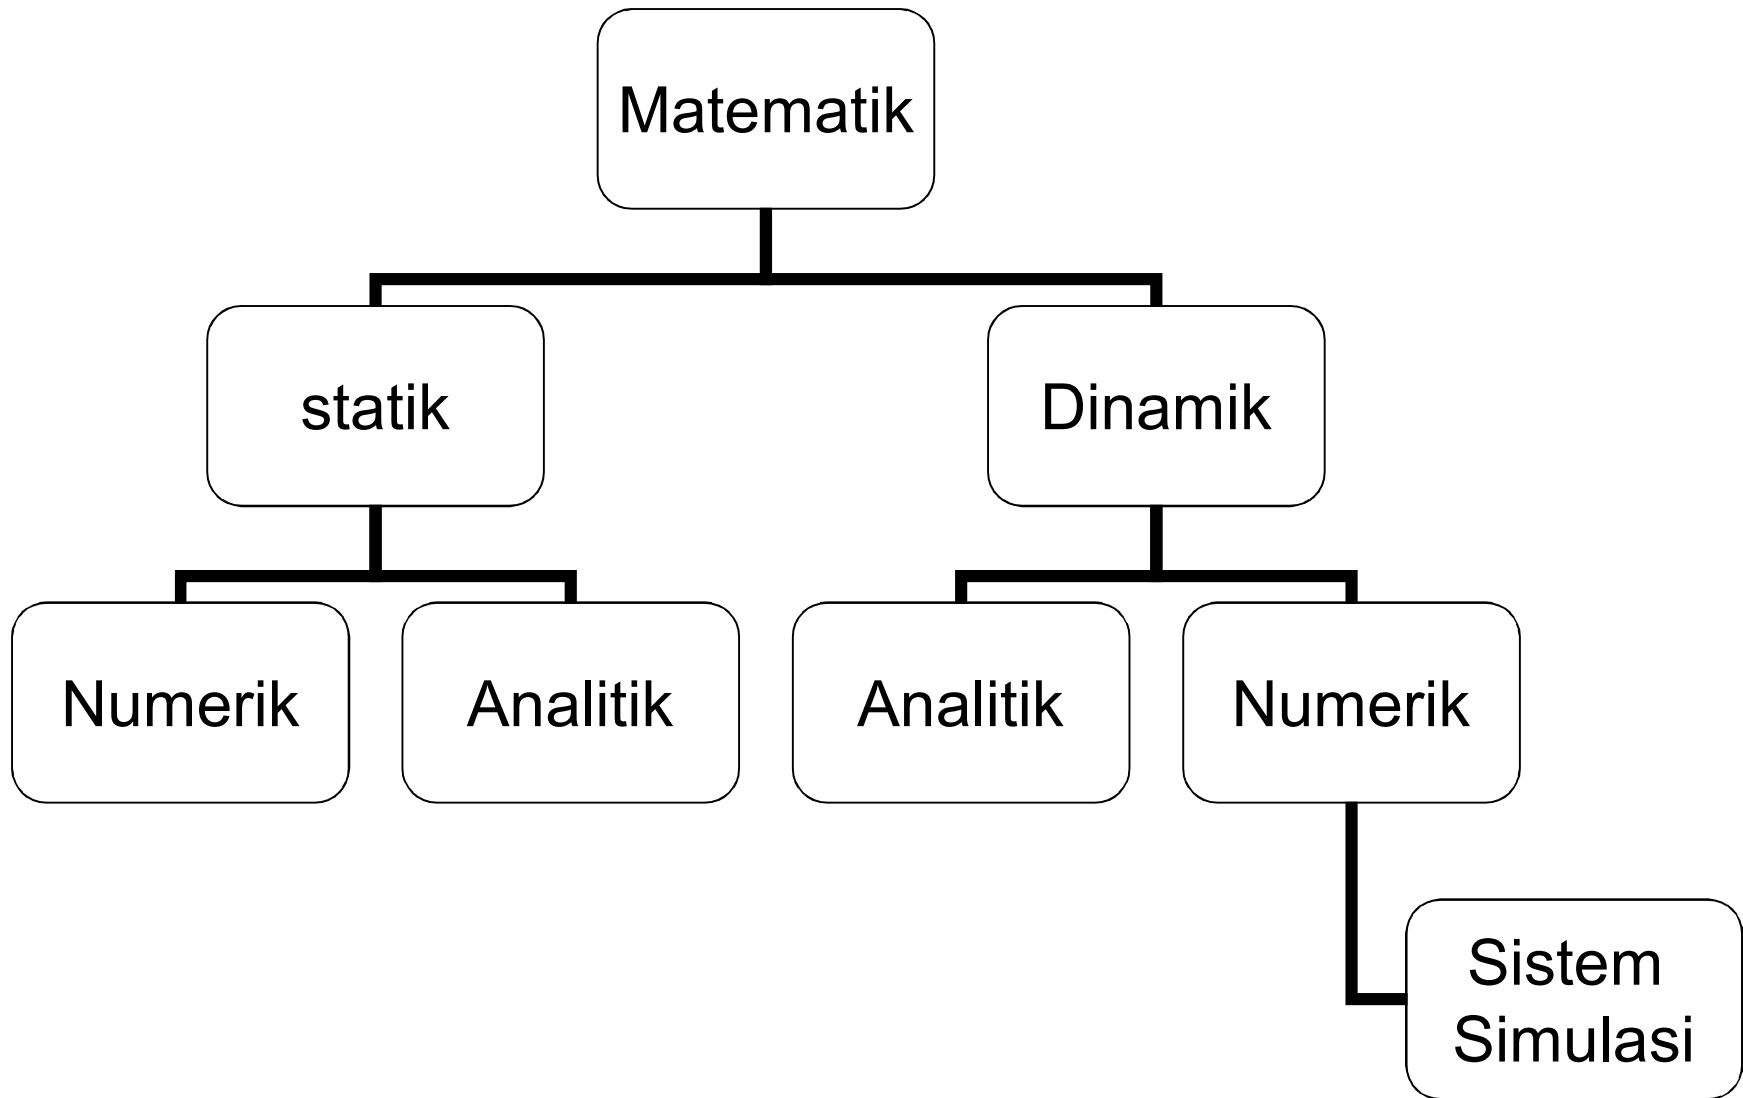 Matematik
statik
Dinamik
Numerik
Analitik
Analitik
Numerik
Sistem
Simulasi